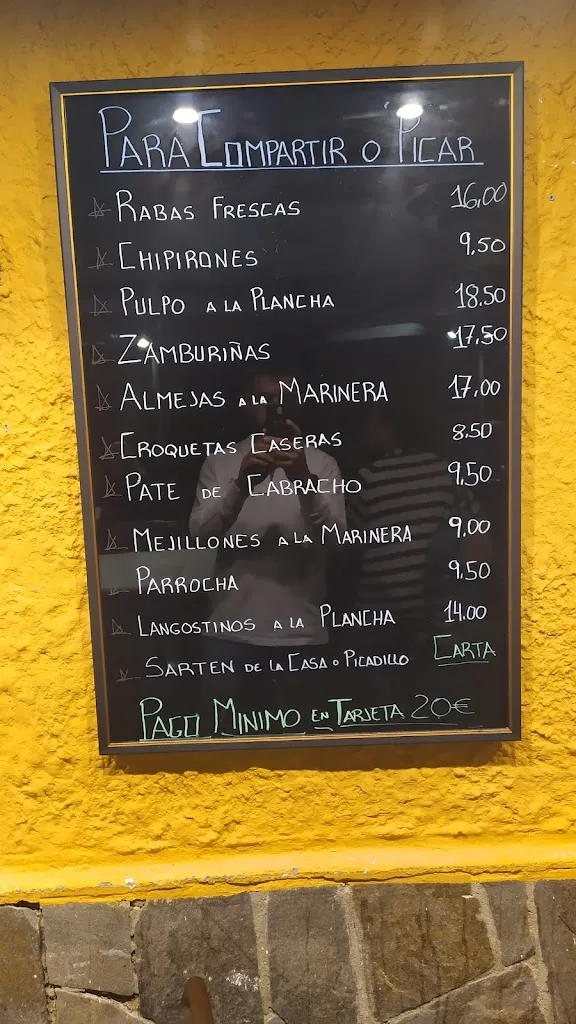 PARA COMPARTIR O PICAR
RABAS FRESCAS 16,00
CHIPIRONES 9,50
PULPO A LA PLANCHA 18.50
ZAMBURIÑAS 17,50
ALMEJAS A LA MARINERA 17,00
CROQUETAS CASERAS 8.50
PATE DE CABRACHO 9,50
MEJILLONES A LA MARINERA 9,00
PARROCHA 9,50
LANGOSTINOS A LA PLANCHA 14.00
SARTEN DE LA CASA O PICADILLO CARTA
PAGO MINIMO EN TARJETA 20€